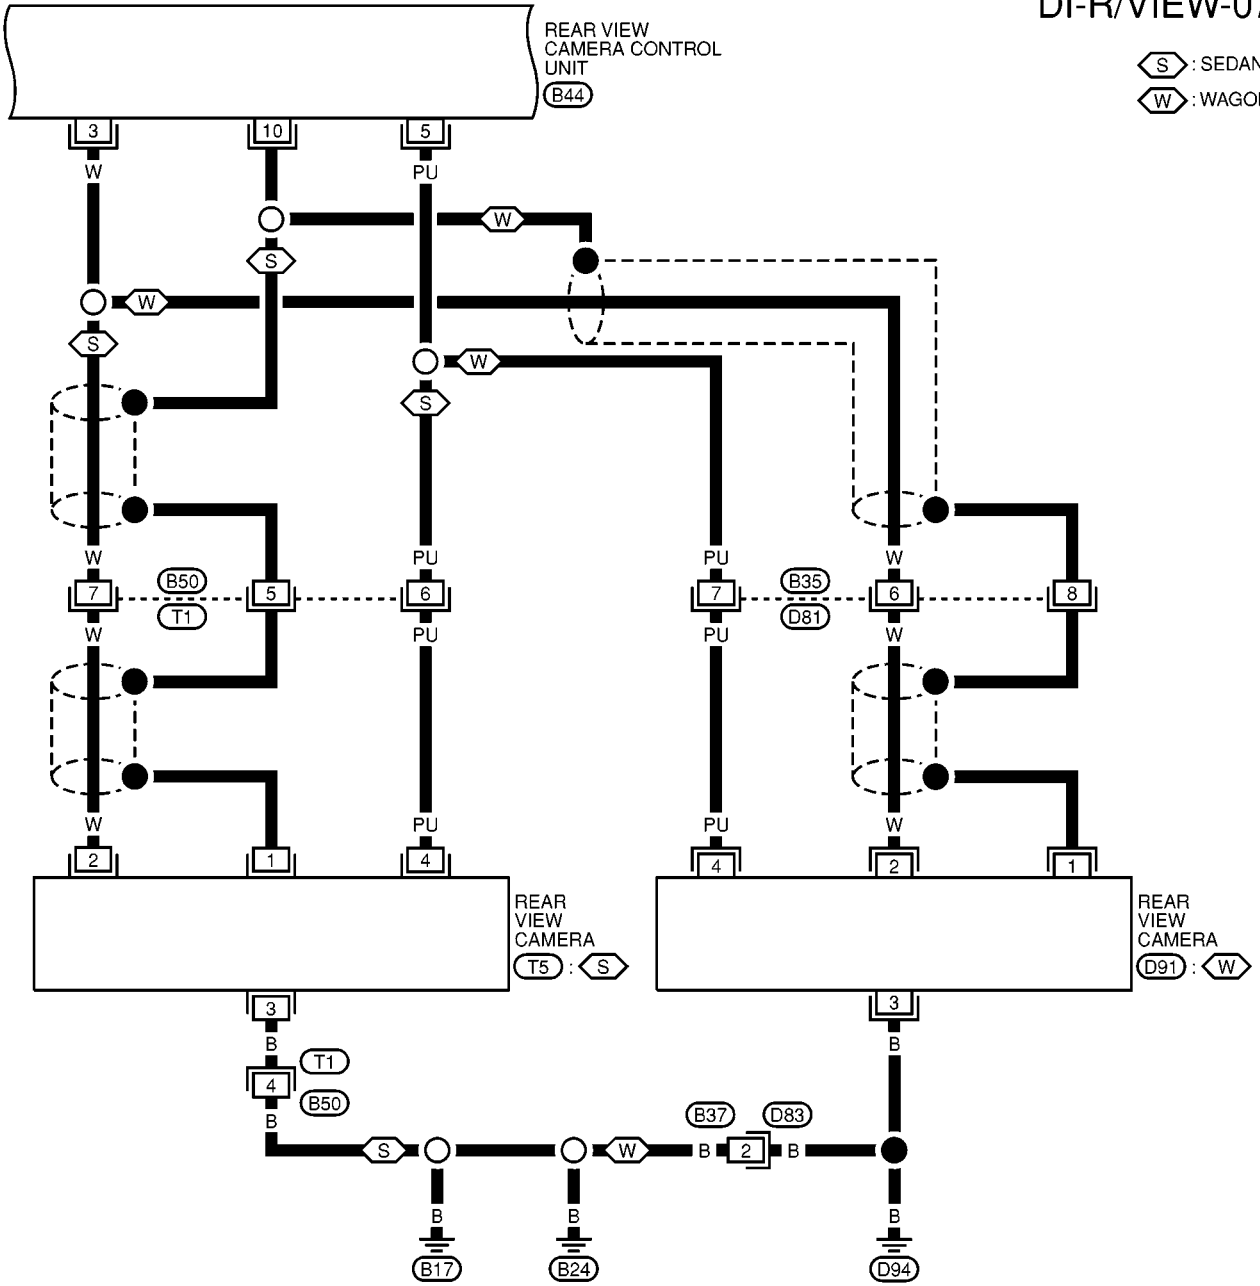 DI-R/VIEW-07
REAR VIEW
CAMERA CONTROL
UNIT
B44
S : SEDAN
W : WAGON
3 10 5
W PU
W
S
W
S W
S
W PU PU W
7 B50 5 6 7 B35 6 8
T1 D81
W PU PU W
W PU PU W
2 1 4 4 2 1
REAR
VIEW
CAMERA
T5 : S
REAR
VIEW
CAMERA
D91 : W
3 3
B B
T1
4
B50
B
B37 D83
S W B 2 B
B B B
B17 B24 D94